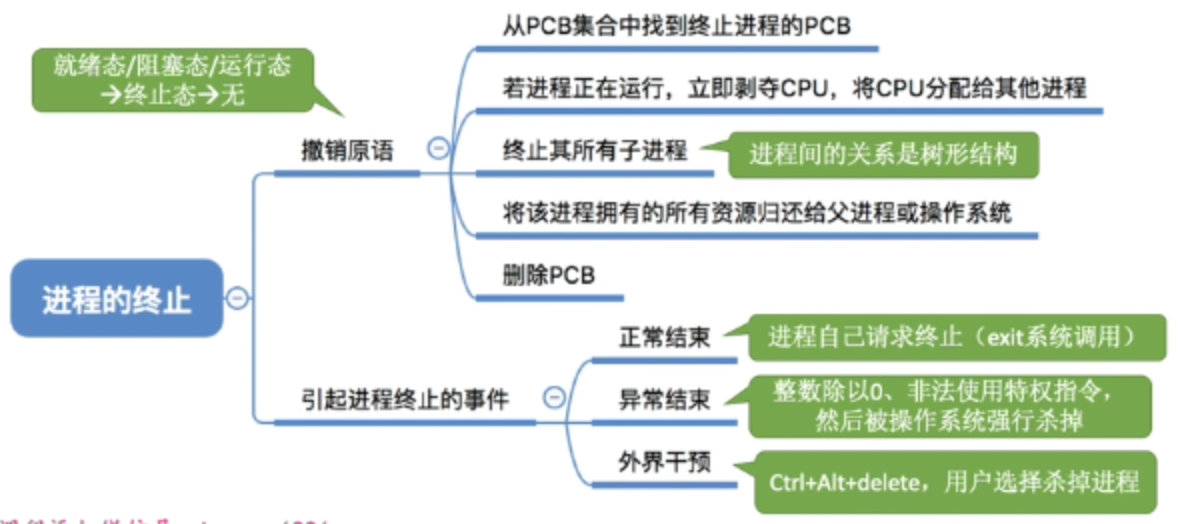 从PCB集合中找到终止进程的PCB
就绪态/阻塞态/运行态
→终止态→无
若进程正在运行，立即剥夺CPU，将CPU分配给其他进程
撤销原语
终止其所有子进程
进程间的关系是树形结构
将该进程拥有的所有资源归还给父进程或操作系统
删除PCB
进程的终止
正常结束
进程自己请求终止（exit系统调用）
引起进程终止的事件
异常结束
整数除以0、非法使用特权指令，
然后被操作系统强行杀掉
外界干预
Ctrl+Alt+delete，用户选择杀掉进程